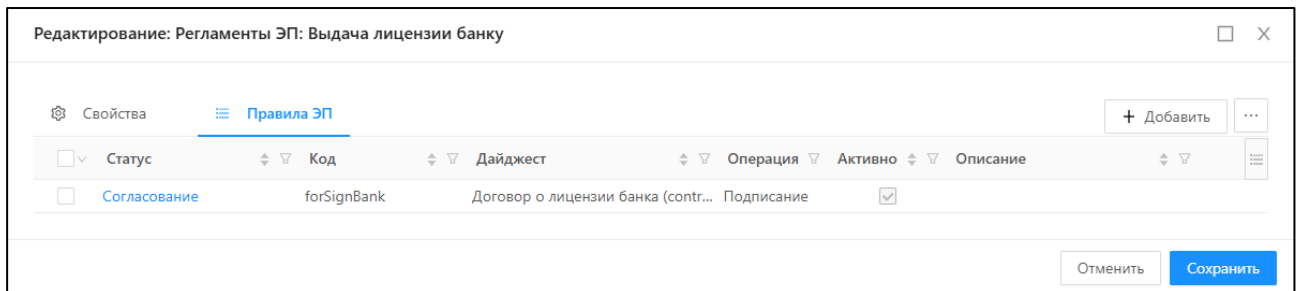 Редактирование: Регламенты ЭП: Выдача лицензии банку
Свойства Правила ЭП + Добавить ...
Статус Код Дайджест Операция Активно Описание
Согласование forSignBank Договор о лицензии банка (contr... Подписание
Отменить Сохранить